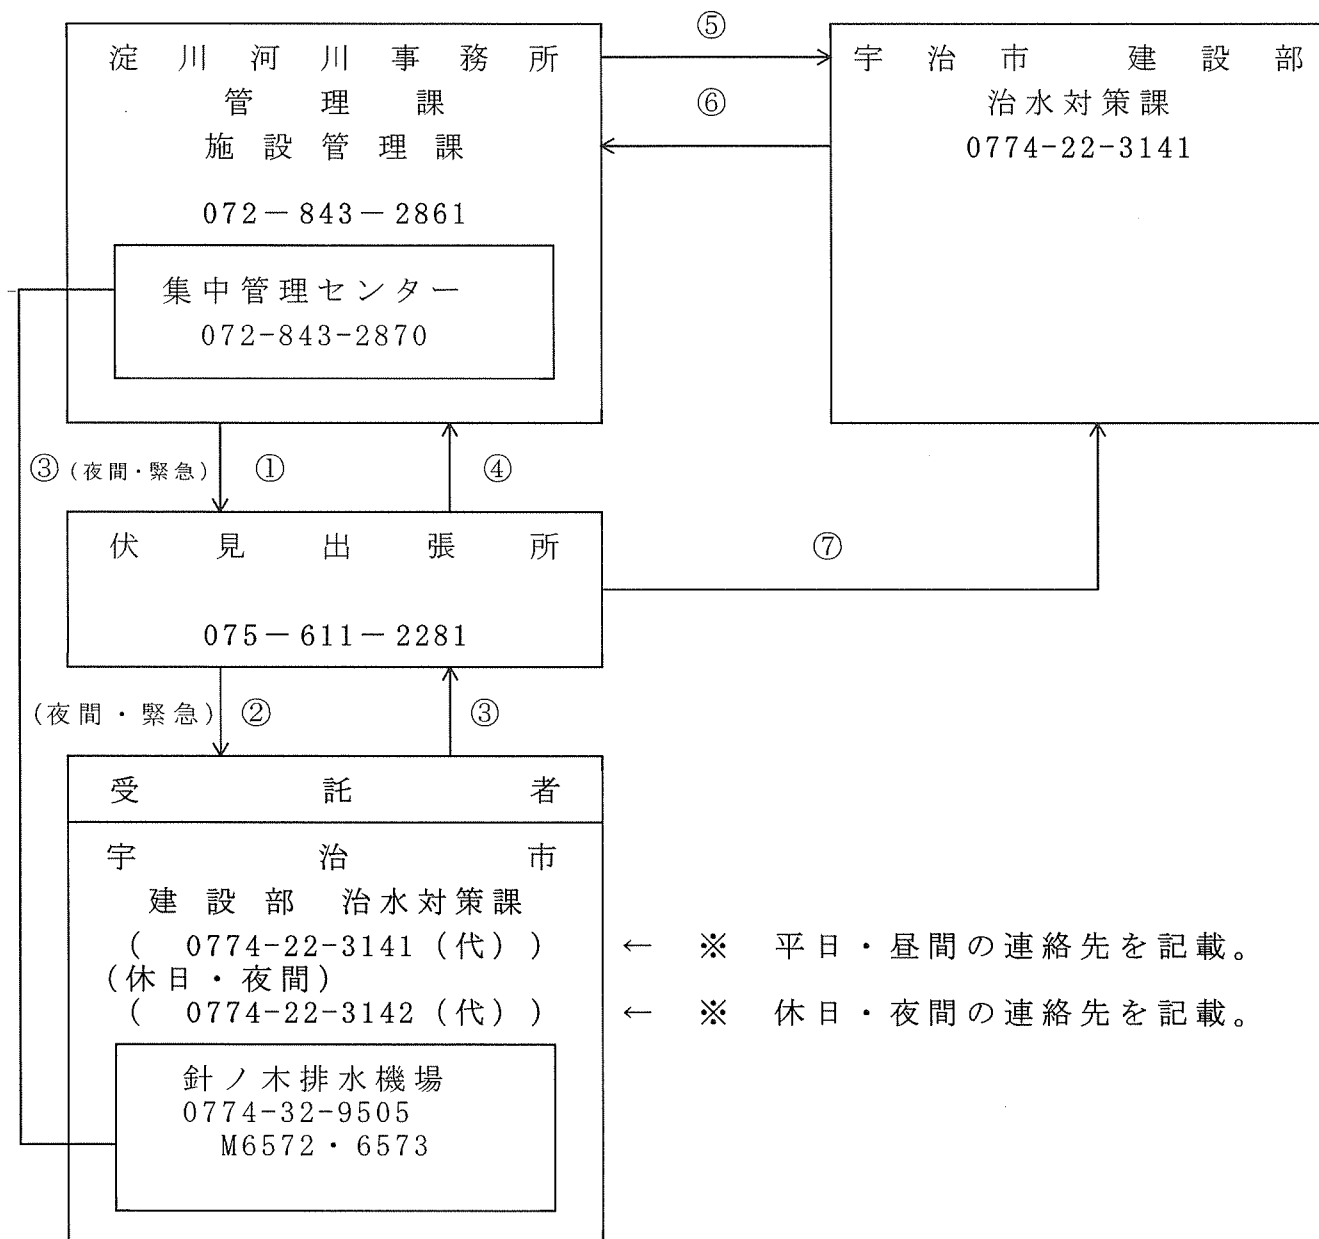 淀川河川事務所
管理課
施設管理課
072－843－2861
集中管理センター
072-843-2870
⑤
⑥
宇治市 建設部
治水対策課
0774-22-3141
③(夜間・緊急)
①
④
伏見出張所
075－611－2281
⑦
(夜間・緊急)
②
③
受託者
宇治市
建設部 治水対策課
( 0774-22-3141(代) ) ← ※ 平日・昼間の連絡先を記載。
(休日・夜間)
( 0774-22-3142(代) ) ← ※ 休日・夜間の連絡先を記載。
針ノ木排水機場
0774-32-9505
M6572・6573